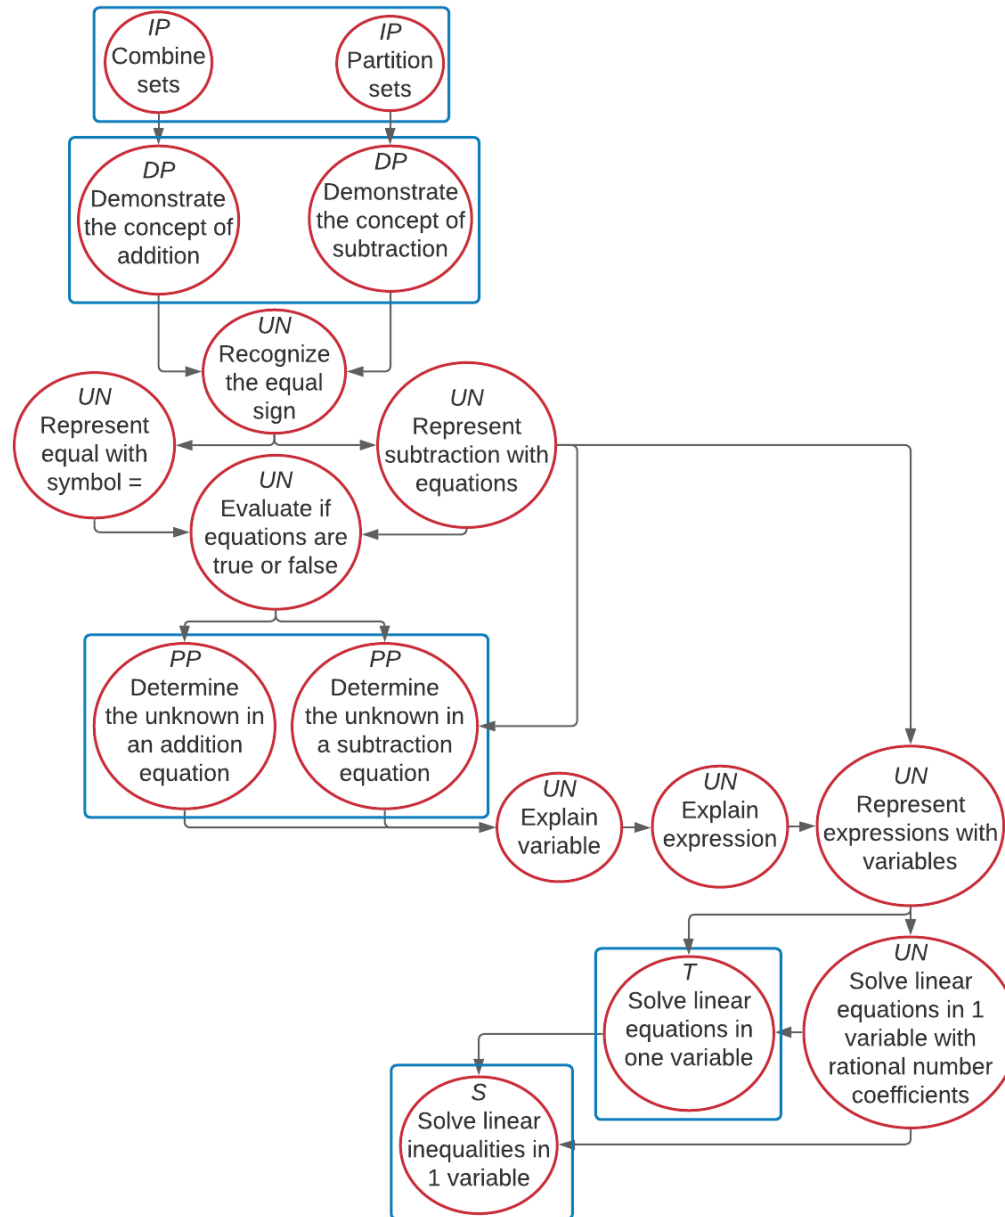 IP
Combine
sets
IP
Partition
sets
DP
Demonstrate
the concept of
addition
DP
Demonstrate
the concept of
subtraction
UN
Recognize
the equal
sign
UN
Represent
equal with
symbol =
UN
Represent
subtraction with
equations
UN
Evaluate if
equations are
true or false
PP
Determine
the unknown in
an addition
equation
PP
Determine
the unknown in
a subtraction
equation
UN
Explain
variable
UN
Explain
expression
UN
Represent
expressions with
variables
T
Solve linear
equations in
one variable
UN
Solve linear
equations in 1
variable with
rational number
coefficients
S
Solve linear
inequalities in
1 variable